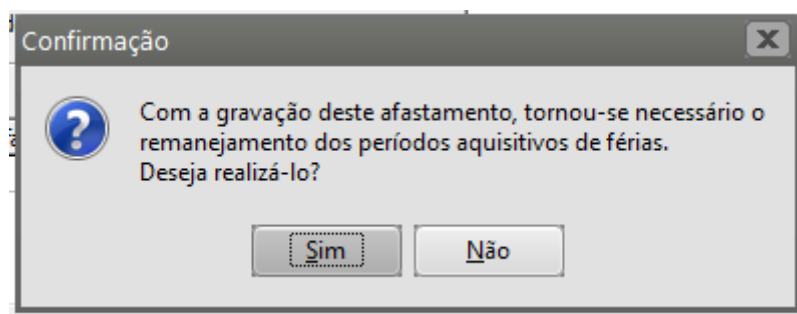 Confirmação
Com a gravação deste afastamento, tornou-se necessário o
remanejamento dos períodos aquisitivos de férias.
Deseja realizá-lo?
Sim
Não